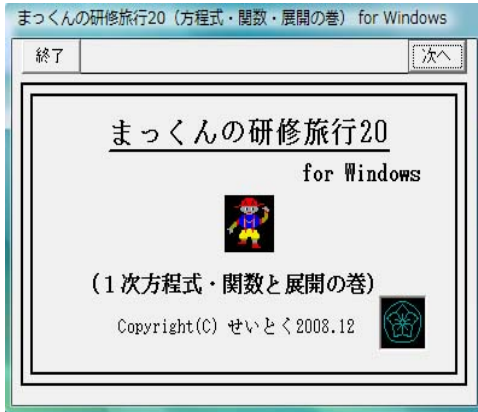 まっくんの研修旅行20（方程式・関数・展開の巻） for Windows
終了 次へ
まっくんの研修旅行20
for Windows
（１次方程式・関数と展開の巻）
Copyright(C) せいとく2008.12